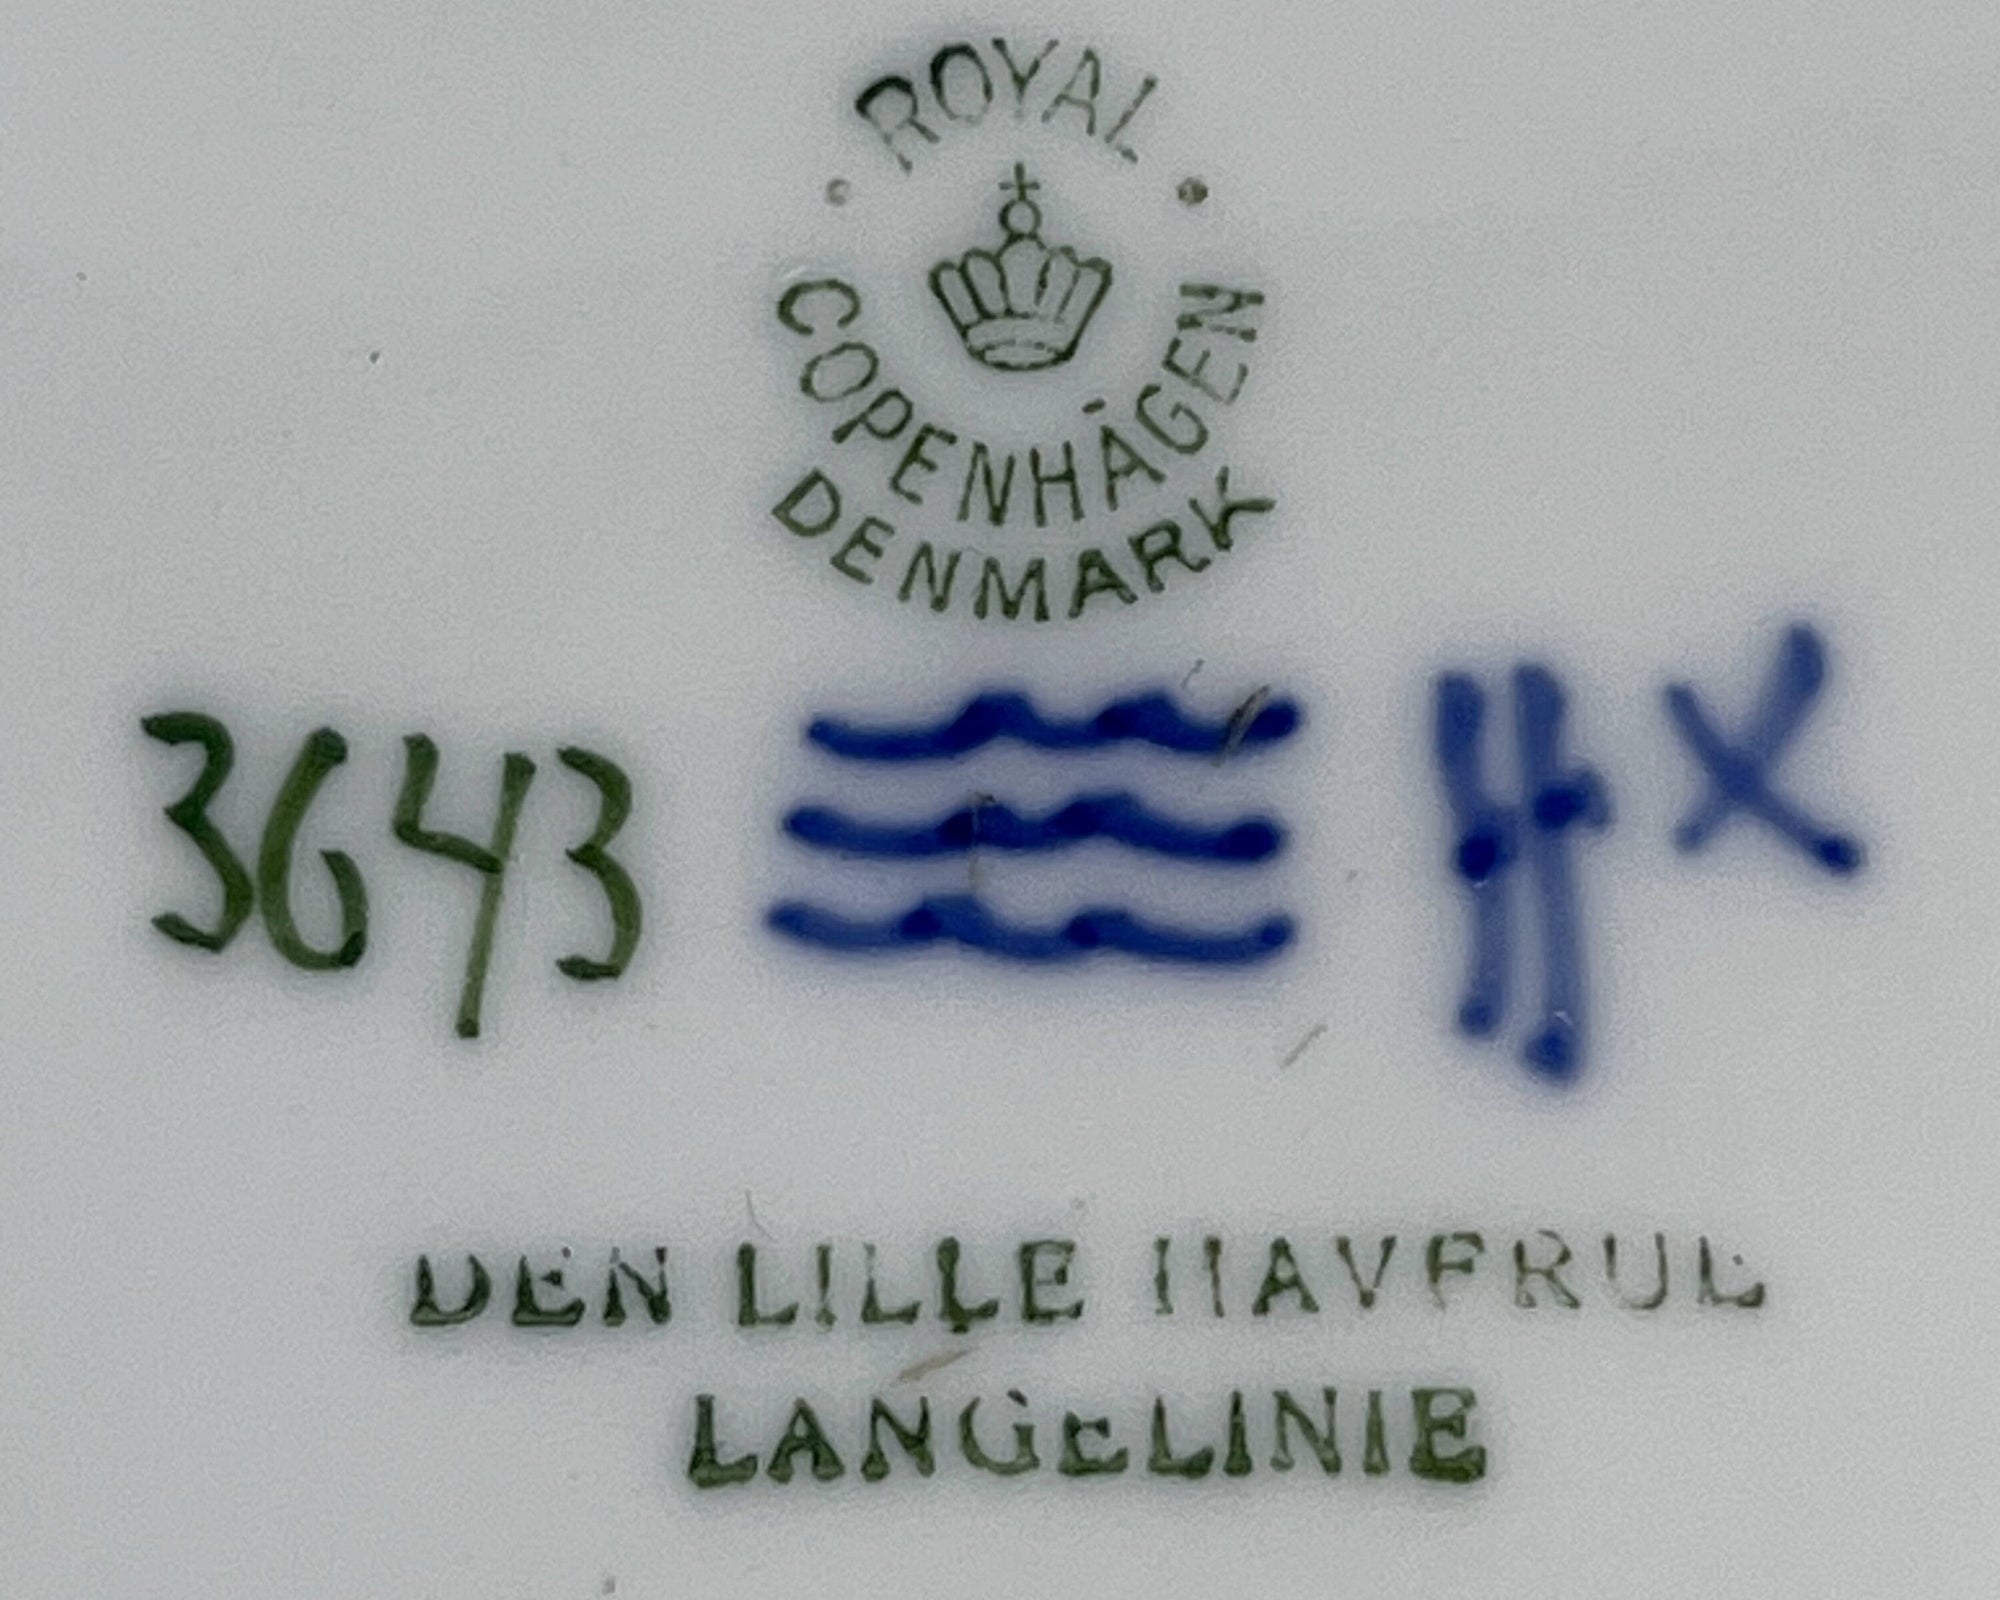 ROYAL
COPENHAGEN
DENMARK
3643
DEN LILLE HAVFRUE
LANGELINIE